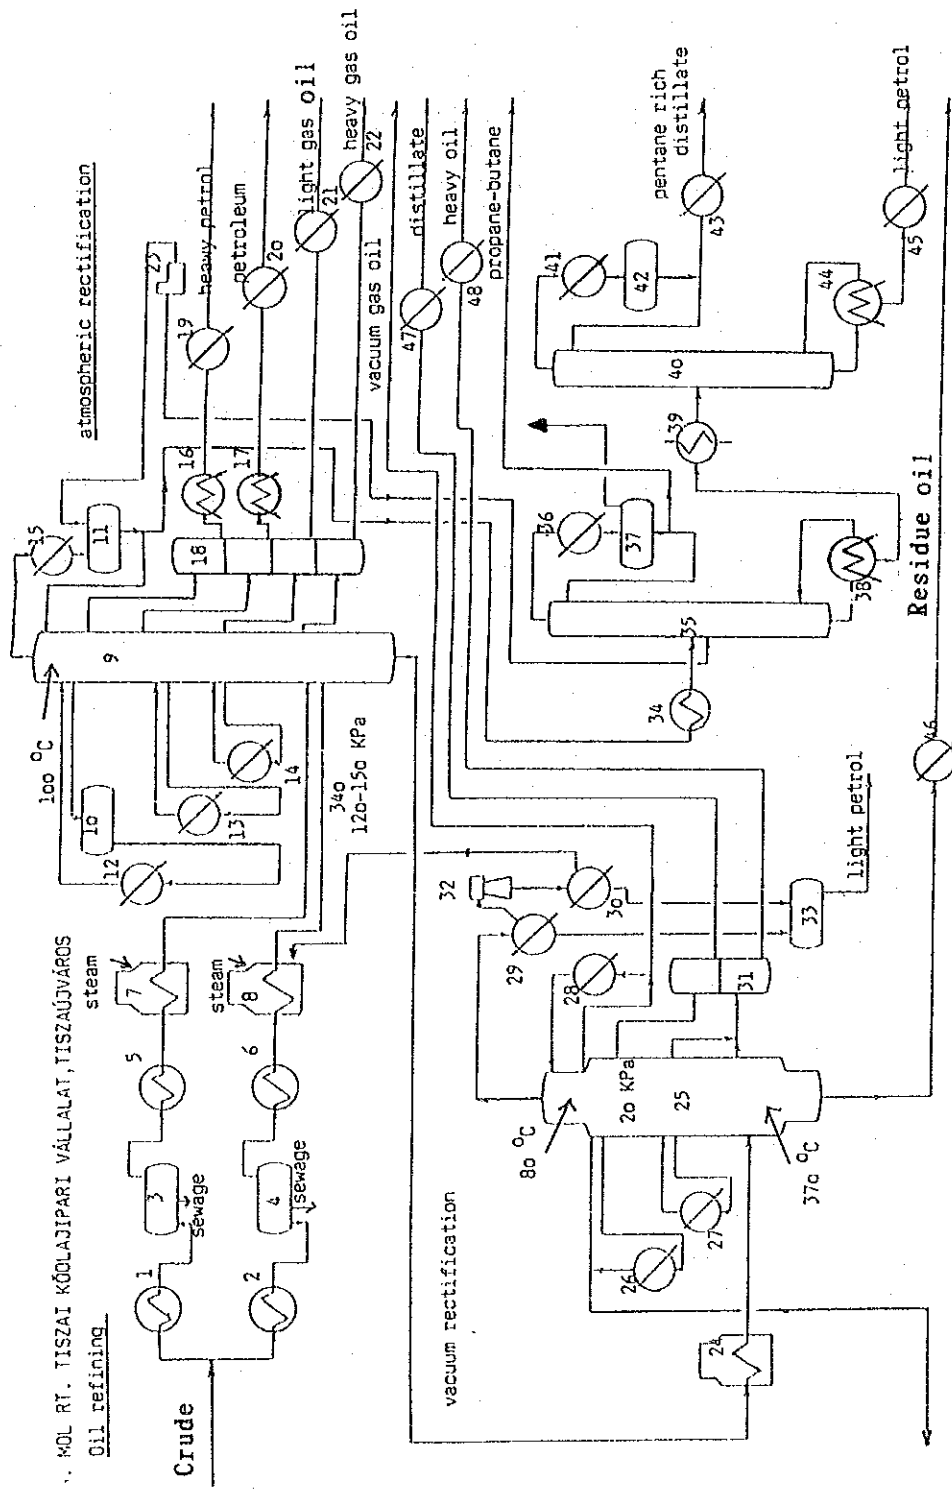 MOL RT. TISZAI KŐOLAJIPARI VÁLLALAT, TISZAÚJVÁROS
Oil refining
Crude
1
2
3
4
sewage
sewage
5
6
steam
7
steam
8
100 °C
9
10
11
12
13
14
15
16
17
18
340
120-150 KPa
atmospheric rectification
19
20
21
22
23
heavy petrol
petroleum
light gas oil
heavy gas oil
vacuum gas oil
distillate
heavy oil
propane-butane
47
48
vacuum rectification
24
25
20 KPa
80 °C
370 °C
26
27
28
29
30
31
32
33
light petrol
34
35
36
37
38
39
40
41
42
43
44
45
46
pentane rich
distillate
light petrol
Residue oil